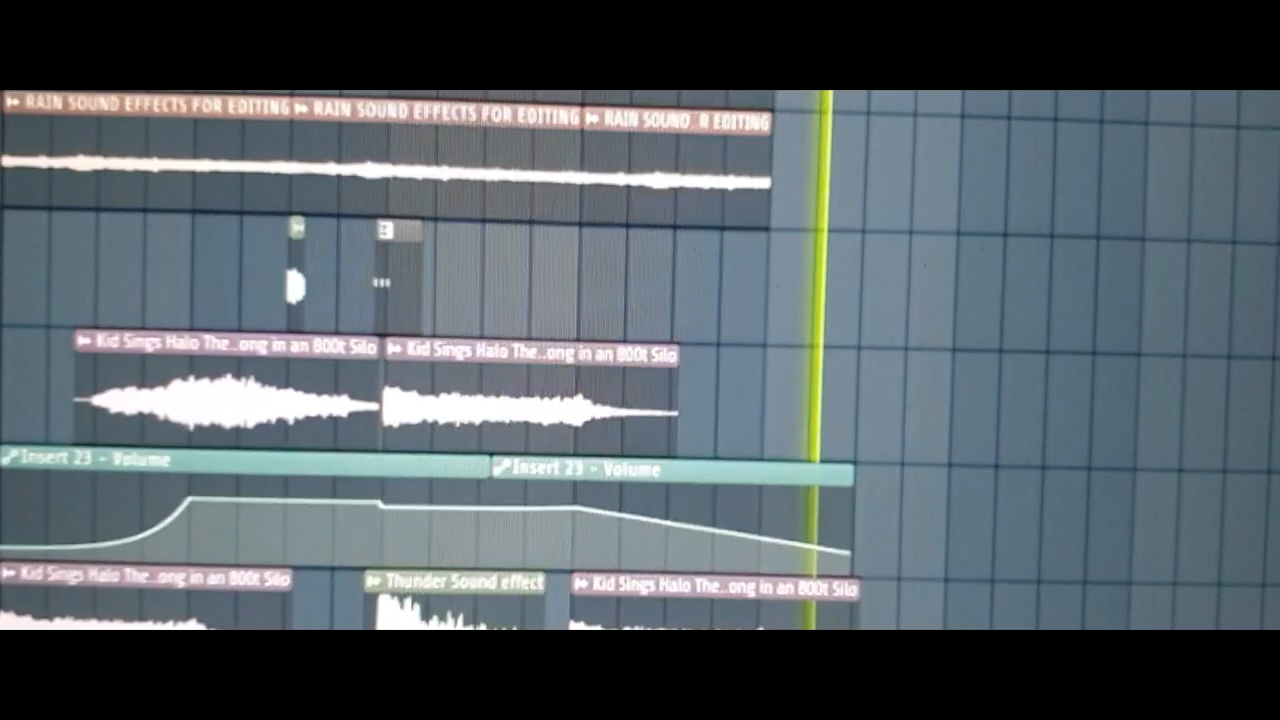 RAIN SOUND EFFECTS FOR EDITING RAIN SOUND EFFECTS FOR EDITING RAIN SOUND..R EDITING
Kid Sings Halo The..ong in an 800t Silo Kid Sings Halo The..ong in an 800t Silo
Insert 23 - Volume Insert 23 - Volume
Kid Sings Halo The..ong in an 800t Silo Thunder Sound effect Kid Sings Halo The..ong in an 800t Silo